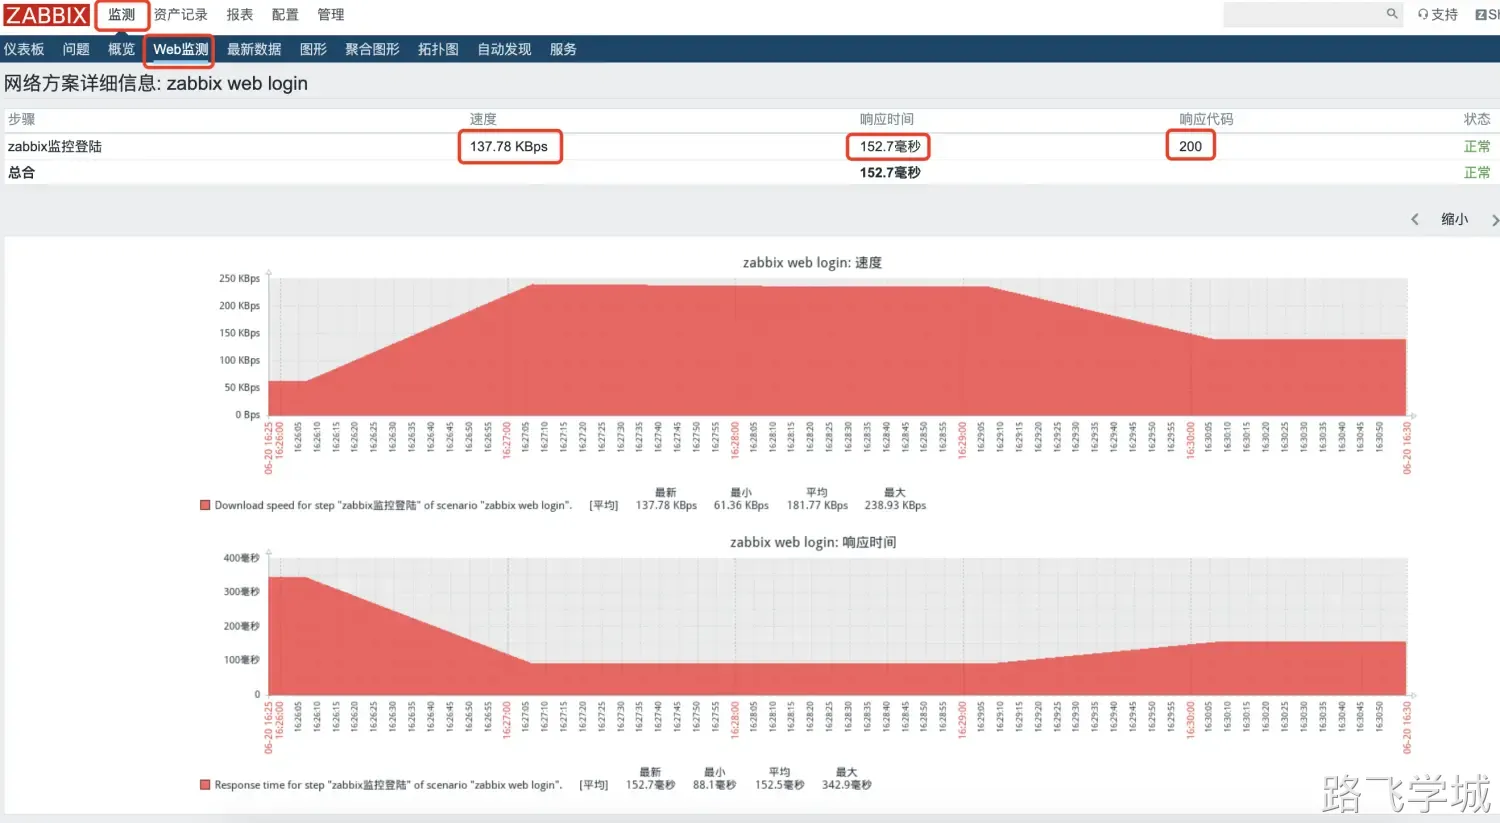 ZABBIX 监测 资产记录 报表 配置 管理 支持
仪表板 问题 概览 Web监测 最新数据 图形 聚合图形 拓扑图 自动发现 服务
网络方案详细信息: zabbix web login
步骤 速度 响应时间 响应代码 状态
zabbix监控登陆 137.78 KBps 152.7毫秒 200 正常
总合 152.7毫秒 正常
缩小
zabbix web login: 速度
250 KBps
200 KBps
150 KBps
100 KBps
50 KBps
0 Bps
06-20 16:25 16:26:00 16:26:05 16:26:10 16:26:15 16:26:20 16:26:25 16:26:30 16:26:35 16:26:40 16:26:45 16:26:50 16:26:55 16:27:00 16:27:05 16:27:10 16:27:15 16:27:20 16:27:25 16:27:30 16:27:35 16:27:40 16:27:45 16:27:50 16:27:55 16:28:00 16:28:05 16:28:10 16:28:15 16:28:20 16:28:25 16:28:30 16:28:35 16:28:40 16:28:45 16:28:50 16:28:55 16:29:00 16:29:05 16:29:10 16:29:15 16:29:20 16:29:25 16:29:30 16:29:35 16:29:40 16:29:45 16:29:50 16:29:55 16:30:00 16:30:05 16:30:10 16:30:15 16:30:20 16:30:25 16:30:30 16:30:35 16:30:40 16:30:45 16:30:50 06-20 16:30
最新 最小 平均 最大
Download speed for step "zabbix监控登陆" of scenario "zabbix web login". [平均] 137.78 KBps 61.36 KBps 181.77 KBps 238.93 KBps
zabbix web login: 响应时间
400毫秒
300毫秒
200毫秒
100毫秒
0
06-20 16:25 16:26:00 16:26:05 16:26:10 16:26:15 16:26:20 16:26:25 16:26:30 16:26:35 16:26:40 16:26:45 16:26:50 16:26:55 16:27:00 16:27:05 16:27:10 16:27:15 16:27:20 16:27:25 16:27:30 16:27:35 16:27:40 16:27:45 16:27:50 16:27:55 16:28:00 16:28:05 16:28:10 16:28:15 16:28:20 16:28:25 16:28:30 16:28:35 16:28:40 16:28:45 16:28:50 16:28:55 16:29:00 16:29:05 16:29:10 16:29:15 16:29:20 16:29:25 16:29:30 16:29:35 16:29:40 16:29:45 16:29:50 16:29:55 16:30:00 16:30:05 16:30:10 16:30:15 16:30:20 16:30:25 16:30:30 16:30:35 16:30:40 16:30:45 16:30:50 06-20 16:30
最新 最小 平均 最大
Response time for step "zabbix监控登陆" of scenario "zabbix web login". [平均] 152.7毫秒 88.1毫秒 152.5毫秒 342.9毫秒
路飞学城